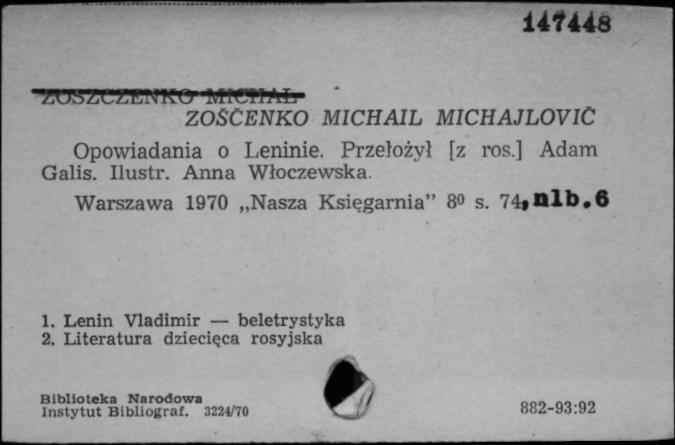 147448
ZOSZCZENKO MICHAŁ
ZOŠČENKO MICHAIL MICHAJLOVIČ
Opowiadania o Leninie. Przełożył [z ros.] Adam
Galis. Ilustr. Anna Włoczewska.
Warszawa 1970 „Nasza Księgarnia” 8⁰ s. 74, nlb. 6
1. Lenin Vladimir — beletrystyka
2. Literatura dziecięca rosyjska
Biblioteka Narodowa
Instytut Bibliograf. 3224/70
882-93:92